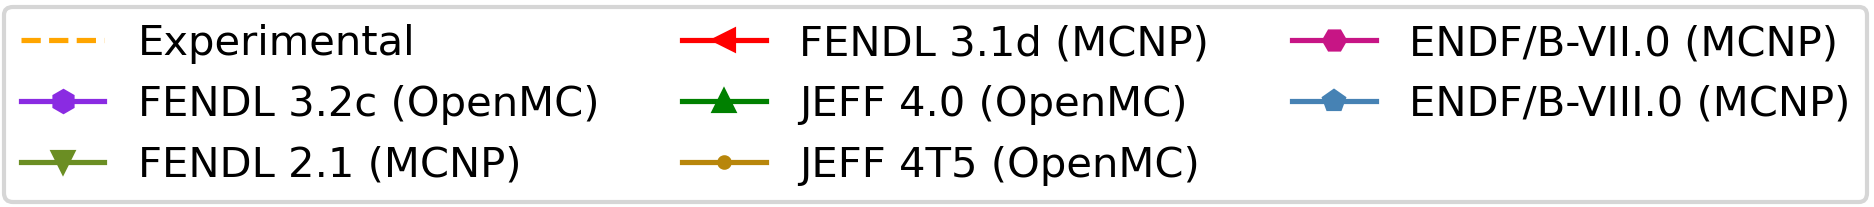 Experimental
FENDL 3.2c (OpenMC)
FENDL 2.1 (MCNP)
FENDL 3.1d (MCNP)
JEFF 4.0 (OpenMC)
JEFF 4T5 (OpenMC)
ENDF/B-VII.0 (MCNP)
ENDF/B-VIII.0 (MCNP)